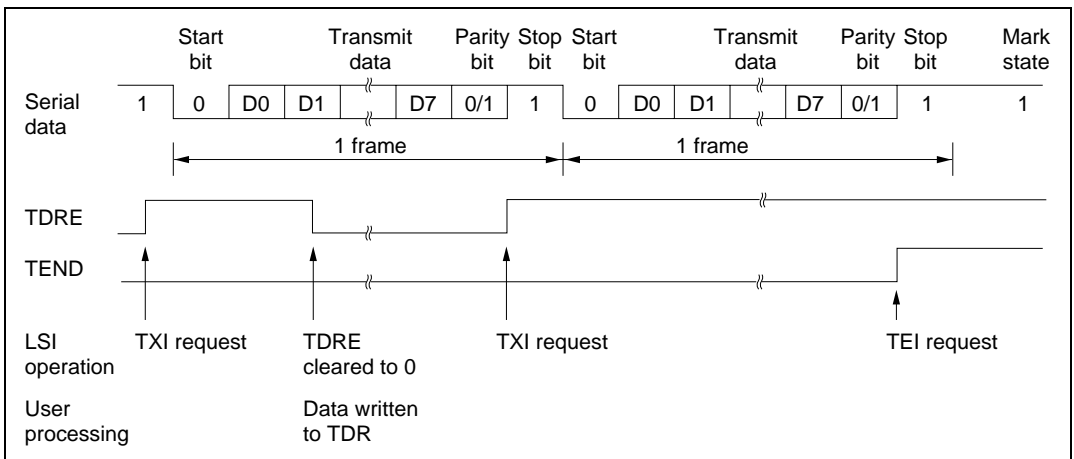 Start Transmit Parity Stop Start Transmit Parity Stop Mark
bit data bit bit bit data bit bit state
Serial 1 0 D0 D1 D7 0/1 1 0 D0 D1 D7 0/1 1 1
data
1 frame 1 frame
TDRE
TEND
LSI TXI request TDRE TXI request TEI request
operation cleared to 0
User Data written
processing to TDR